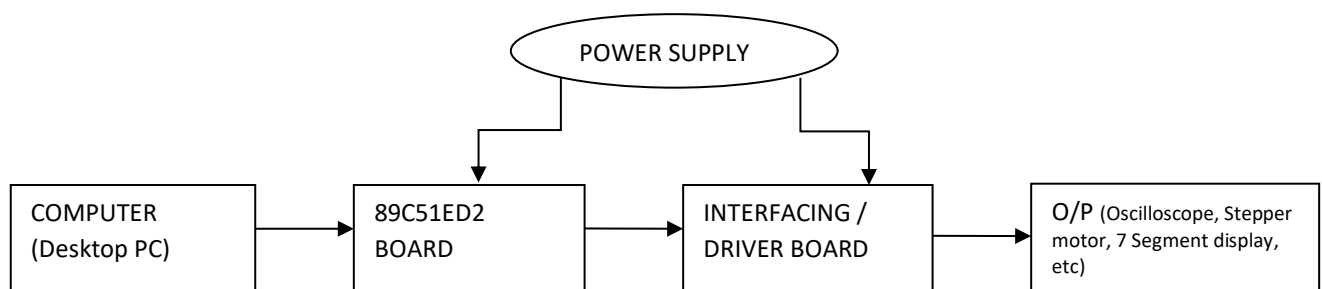 POWER SUPPLY
COMPUTER
(Desktop PC)
89C51ED2
BOARD
INTERFACING /
DRIVER BOARD
O/P (Oscilloscope, Stepper
motor, 7 Segment display,
etc)